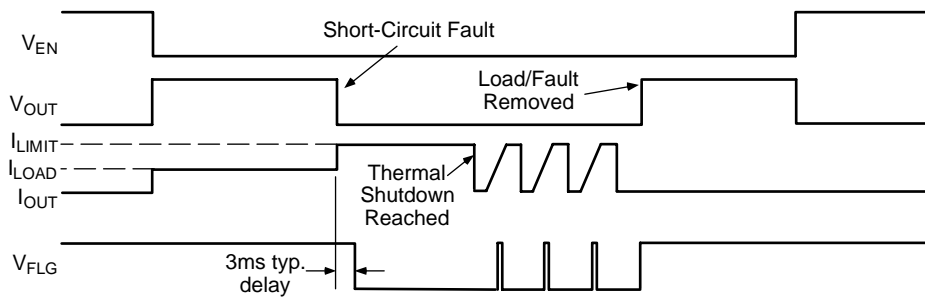 Short-Circuit Fault
V_EN
Load/Fault
Removed
V_OUT
I_LIMIT
I_LOAD
Thermal
Shutdown
Reached
I_OUT
V_FLG
3ms typ.
delay